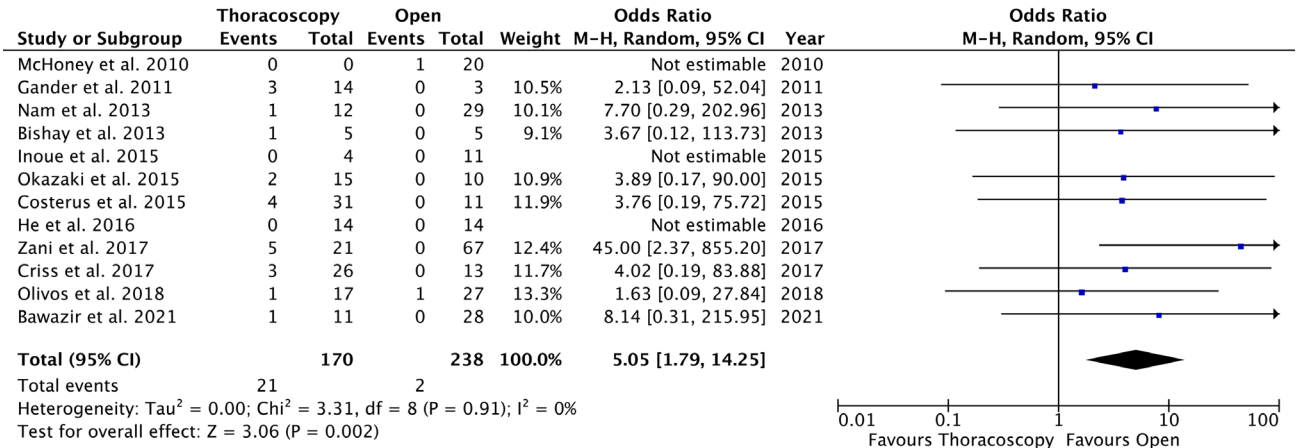 Thoracoscopy Open Odds Ratio Odds Ratio
Study or Subgroup Events Total Events Total Weight M-H, Random, 95% CI Year M-H, Random, 95% CI
McHoney et al. 2010 0 0 1 20 Not estimable 2010
Gander et al. 2011 3 14 0 3 10.5% 2.13 [0.09, 52.04] 2011
Nam et al. 2013 1 12 0 29 10.1% 7.70 [0.29, 202.96] 2013
Bishay et al. 2013 1 5 0 5 9.1% 3.67 [0.12, 113.73] 2013
Inoue et al. 2015 0 4 0 11 Not estimable 2015
Okazaki et al. 2015 2 15 0 10 10.9% 3.89 [0.17, 90.00] 2015
Costerus et al. 2015 4 31 0 11 11.9% 3.76 [0.19, 75.72] 2015
He et al. 2016 0 14 0 14 Not estimable 2016
Zani et al. 2017 5 21 0 67 12.4% 45.00 [2.37, 855.20] 2017
Criss et al. 2017 3 26 0 13 11.7% 4.02 [0.19, 83.88] 2017
Olivos et al. 2018 1 17 1 27 13.3% 1.63 [0.09, 27.84] 2018
Bawazir et al. 2021 1 11 0 28 10.0% 8.14 [0.31, 215.95] 2021
Total (95% CI) 170 238 100.0% 5.05 [1.79, 14.25]
Total events 21 2
Heterogeneity: Tau² = 0.00; Chi² = 3.31, df = 8 (P = 0.91); I² = 0%
Test for overall effect: Z = 3.06 (P = 0.002)
0.01 0.1 1 10 100
Favours Thoracoscopy Favours Open